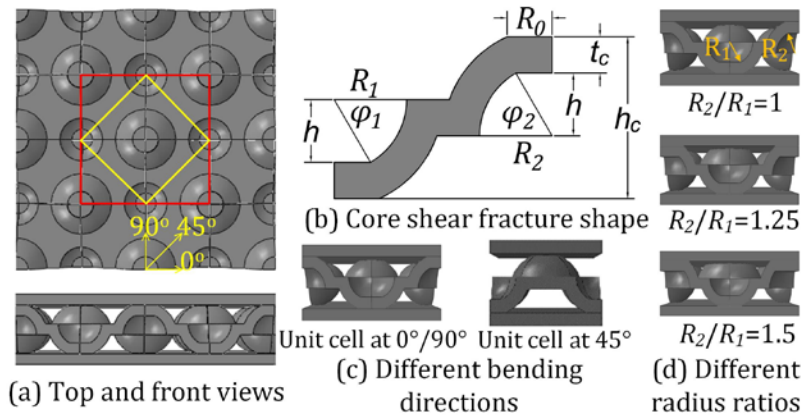 90° 45°
0°
(a) Top and front views
R₀
t_c
R₁
h
φ₁
φ₂
h
h_c
R₂
(b) Core shear fracture shape
Unit cell at 0°/90°
Unit cell at 45°
(c) Different bending
directions
R₁
R₂
R₂/R₁=1
R₂/R₁=1.25
R₂/R₁=1.5
(d) Different
radius ratios